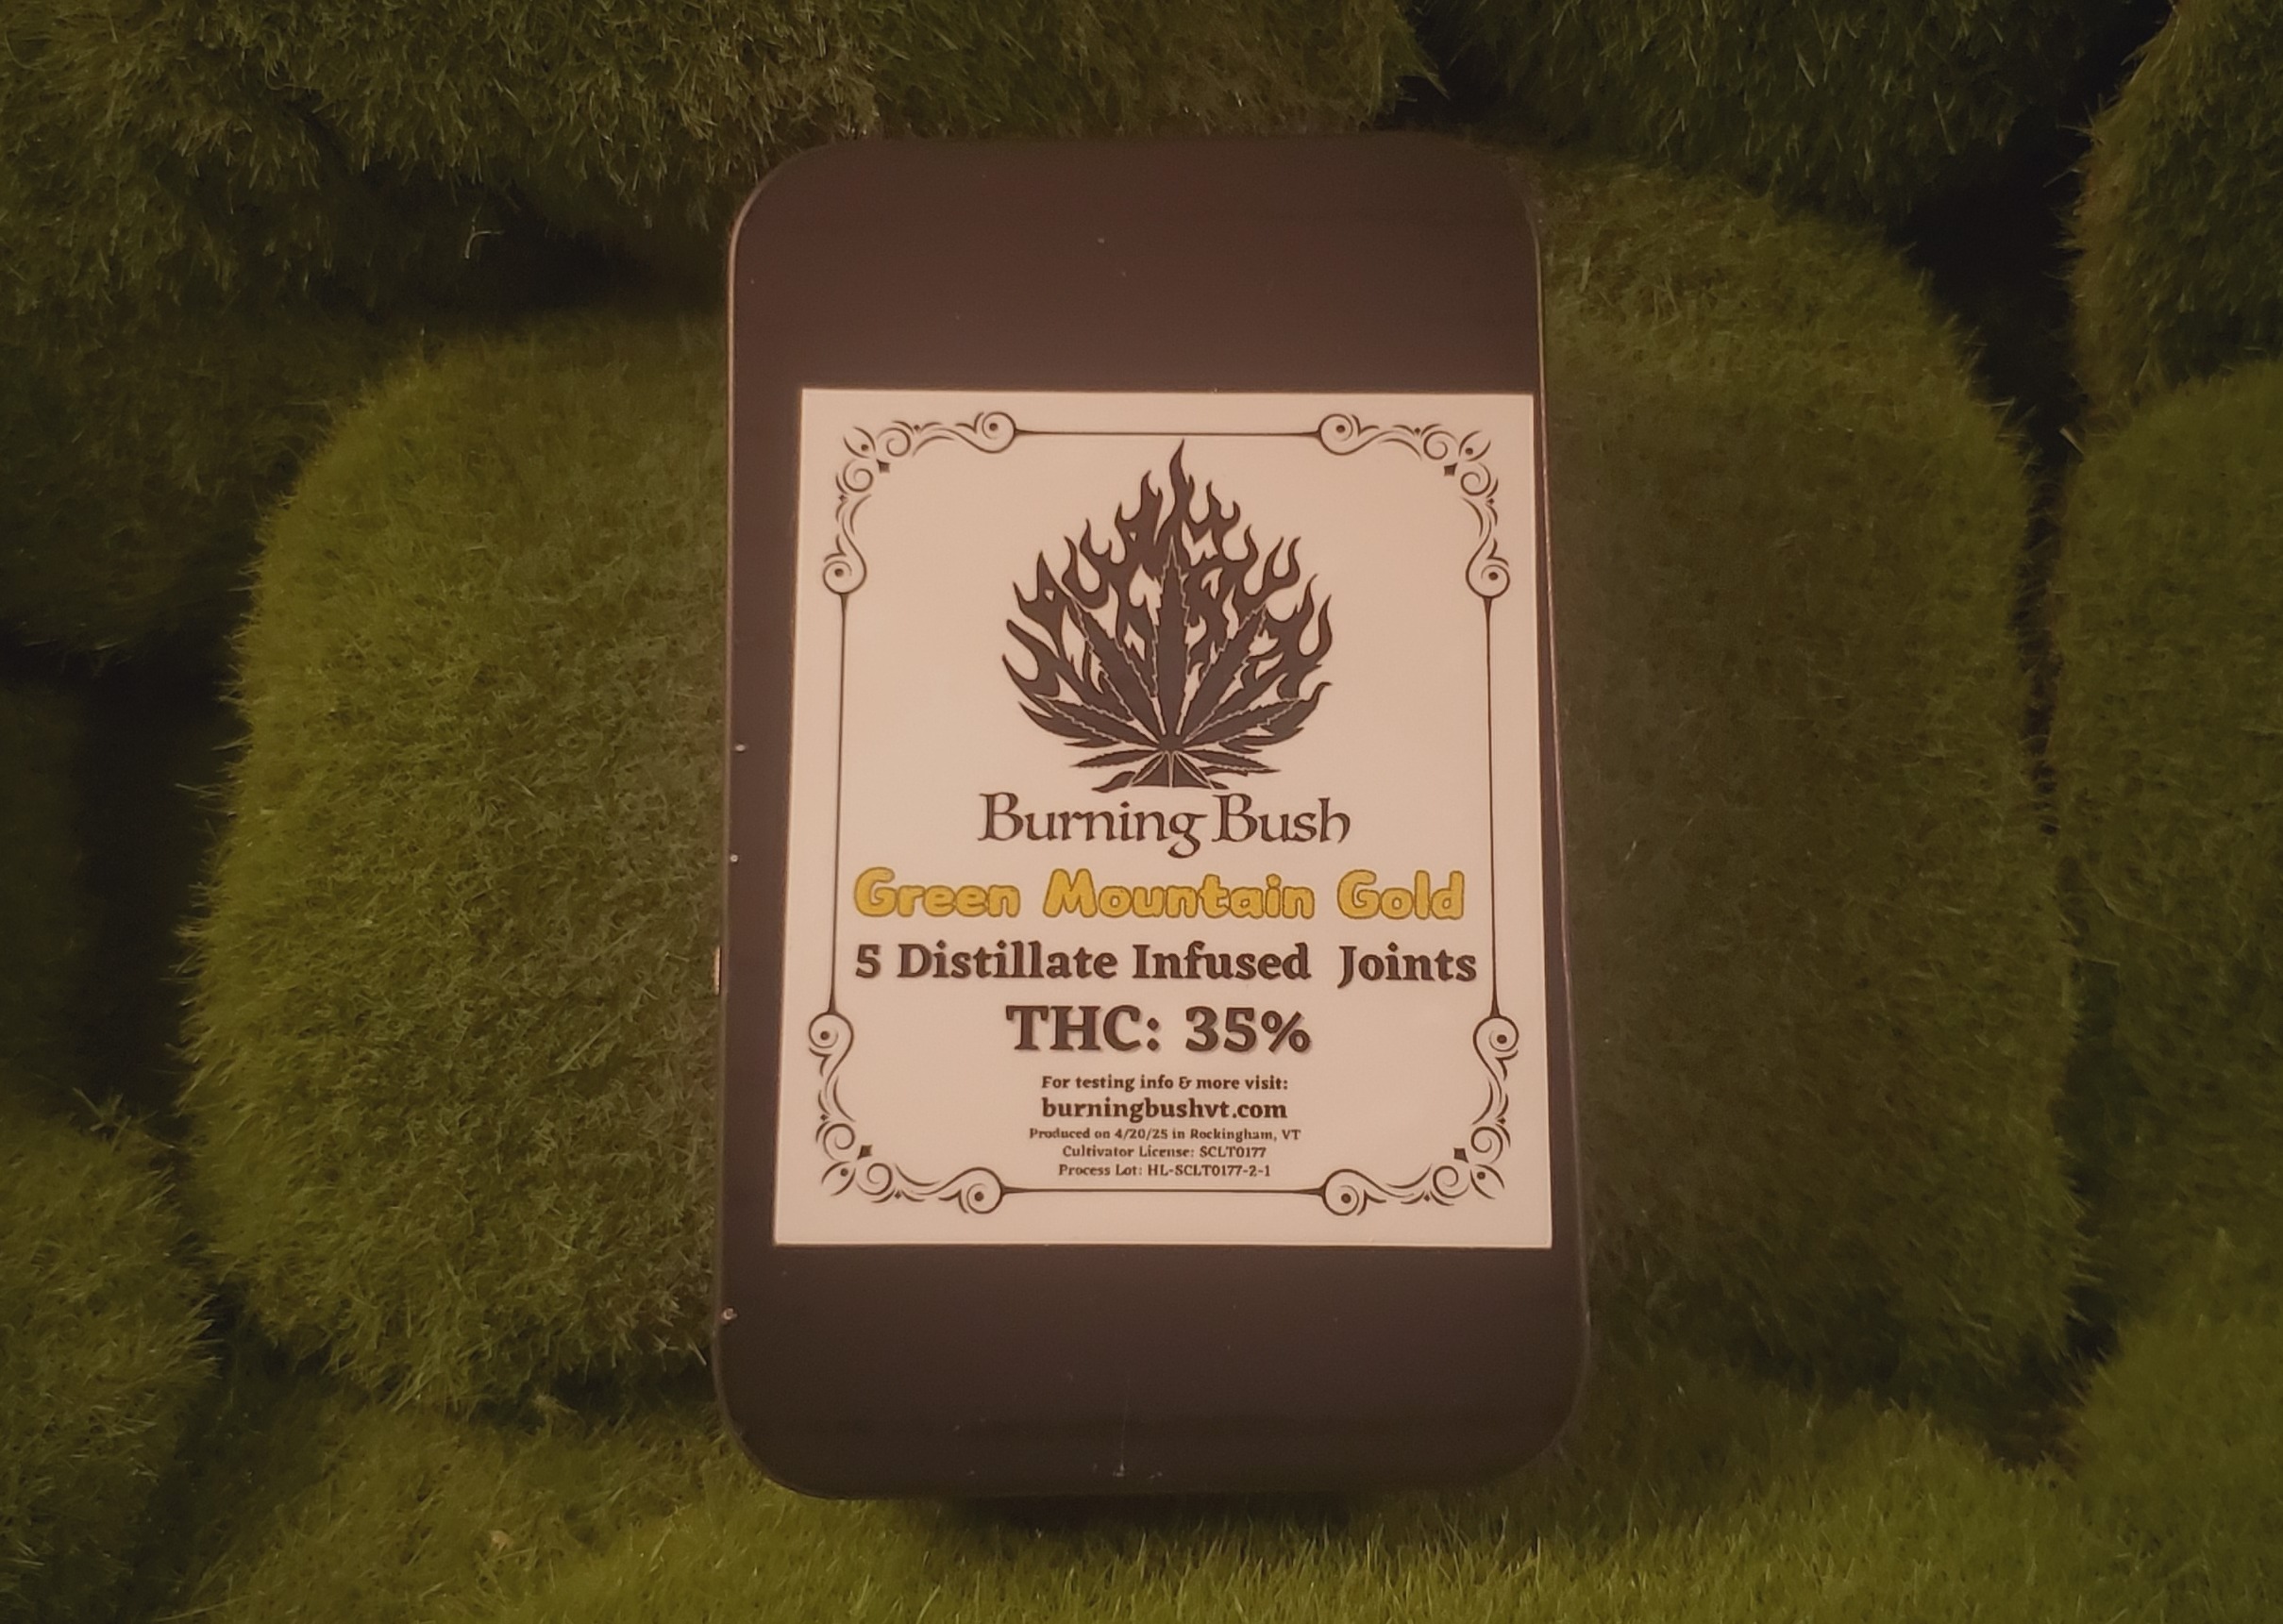 Burning Bush
Green Mountain Gold
5 Distillate Infused Joints
THC: 35%
For testing info & more visit:
burningbushvt.com
Produced on 4/20/25 in Rockingham, VT
Cultivator License: SCLT0177
Process Lot: HL-SCLT0177-2-1